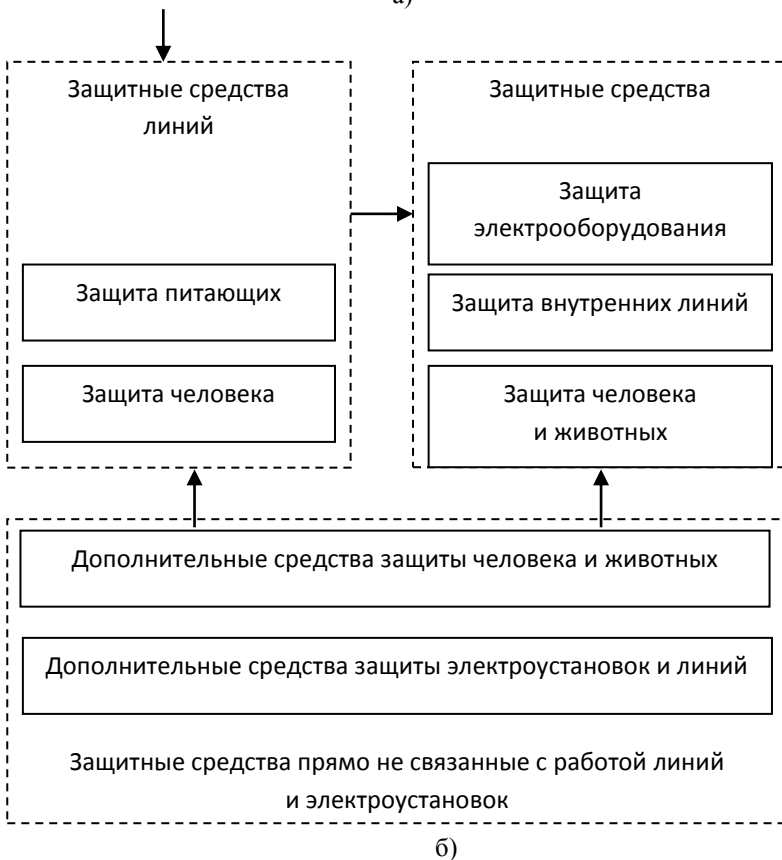 а)
Защитные средства
линий
Защита питающих
Защита человека
Защитные средства
Защита
электрооборудования
Защита внутренних линий
Защита человека
и животных
Дополнительные средства защиты человека и животных
Дополнительные средства защиты электроустановок и линий
Защитные средства прямо не связанные с работой линий
и электроустановок
б)